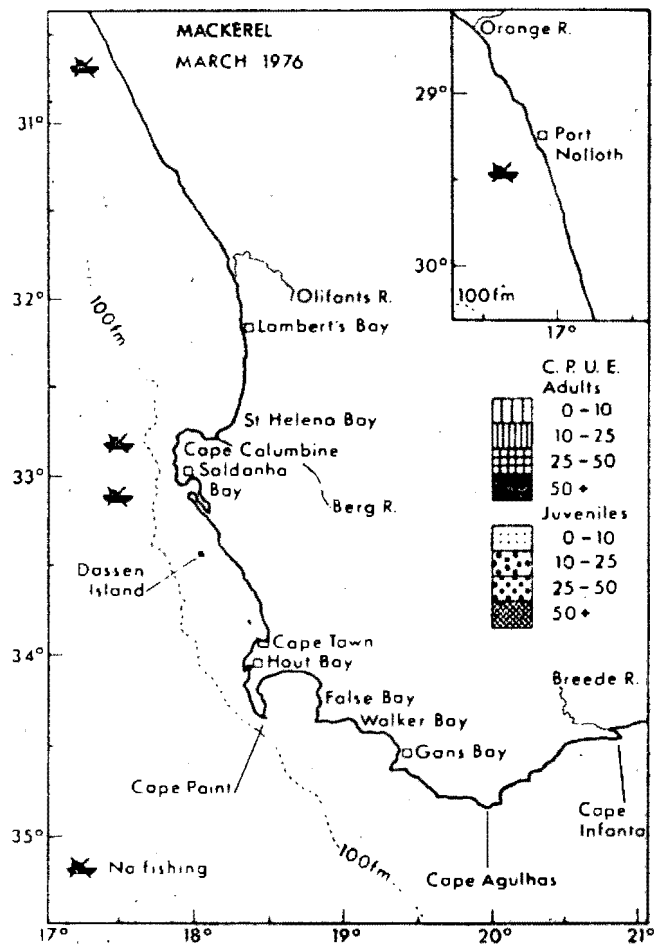 MACKEREL
MARCH 1976
Orange R.
29°
Port
Nolloth
30°
100fm
17°
31°
32°
33°
34°
35°
100fm
Olifants R.
Lambert's Bay
St Helena Bay
Cape Columbine
Saldanha
Bay
Berg R.
Dassen
Island
Cape Town
Hout Bay
False Bay
Walker Bay
Gans Bay
Breede R.
Cape Point
Cape
Infanta
100fm
Cape Agulhas
No fishing
C. P. U. E.
Adults
0-10
10-25
25-50
50+
Juveniles
0-10
10-25
25-50
50+
17°
18°
19°
20°
21°